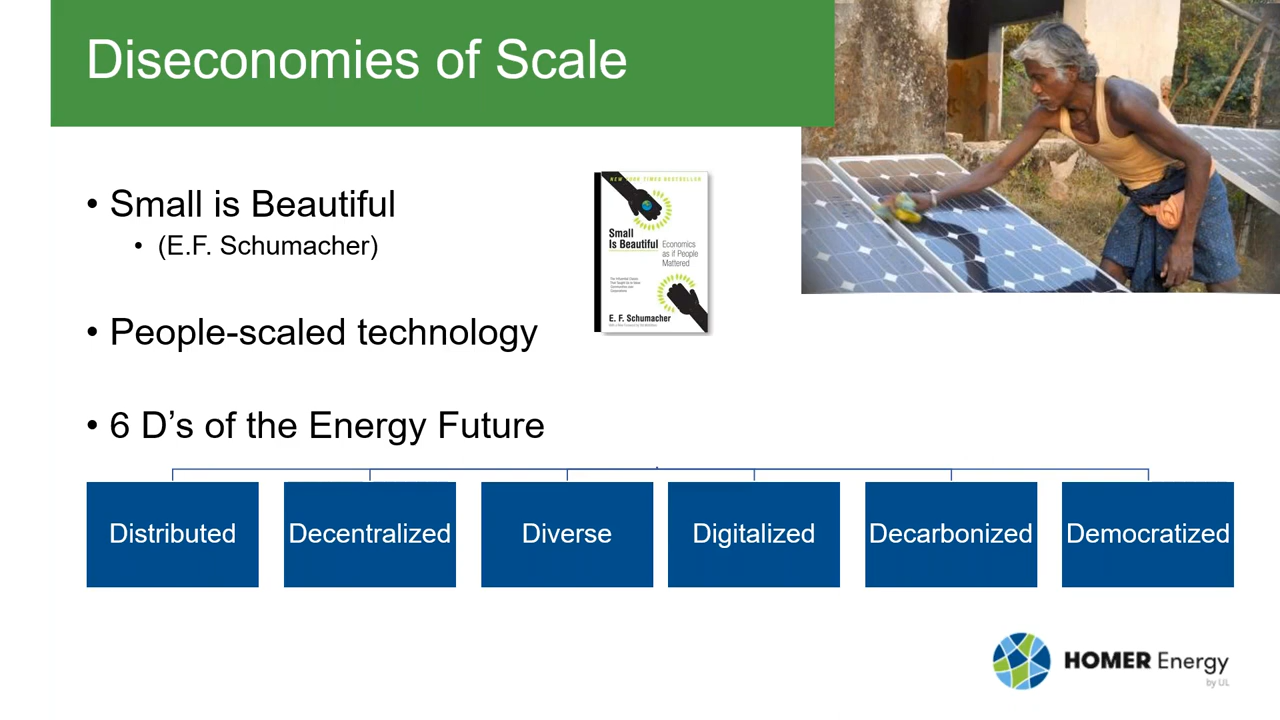 Diseconomies of Scale
• Small is Beautiful
• (E.F. Schumacher)
NEW YORK TIMES BESTSELLER
Small
Is Beautiful
Economics
as if People
Mattered
E. F. Schumacher
• People-scaled technology
• 6 D’s of the Energy Future
Distributed
Decentralized
Diverse
Digitalized
Decarbonized
Democratized
HOMER Energy
by UL